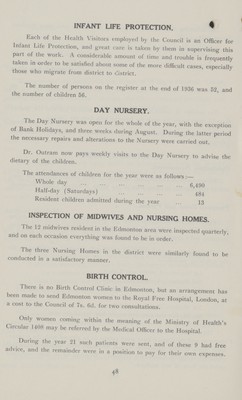 INFANT LIFE PROTECTION.
Each of the Health Visitors employed by the Council is an Officer for
Infant Life Protection, and great care is taken by them in supervising this
part of the work. A considerable amount of time and trouble is frequently
taken in order to be satisfied about some of the more difficult cases, especially
those who migrate from district to district.
The number of persons on the register at the end of 1936 was 52, and
the number of children 56.
DAY NURSERY.
The Day Nursery was open for the whole of the year, with the exception
of Bank Holidays, and three weeks during August. During the latter period
the necessary repairs and alterations to the Nursery were carried out.
Dr. Outram now pays weekly visits to the Day Nursery to advise the
dietary of the children.
The attendances of children for the year were as follows:—
Whole day ... ... ... ... ... 6,490
Half-day (Saturdays) ... ... ... 484
Resident children admitted during the year 13
INSPECTION OF MIDWIVES AND NURSING HOMES.
The 12 midwives resident in the Edmonton area were inspected quarterly,
and on each occasion everything was found to be in order.
The three Nursing Homes in the district were similarly found to be
conducted in a satisfactory manner.
BIRTH CONTROL.
There is no Birth Control Clinic in Edmonton, but an arrangement has
been made to send Edmonton women to the Royal Free Hospital, London, at
a cost to the Council of 7s. 6d. for two consultations.
Only women coming within the meaning of the Ministry of Health's
Circular 1408 may be referred by the Medical Officer to the Hospital.
During the year 21 such patients were sent, and of these 9 had free
advice, and the remainder were in a position to pay for their own expenses.
48